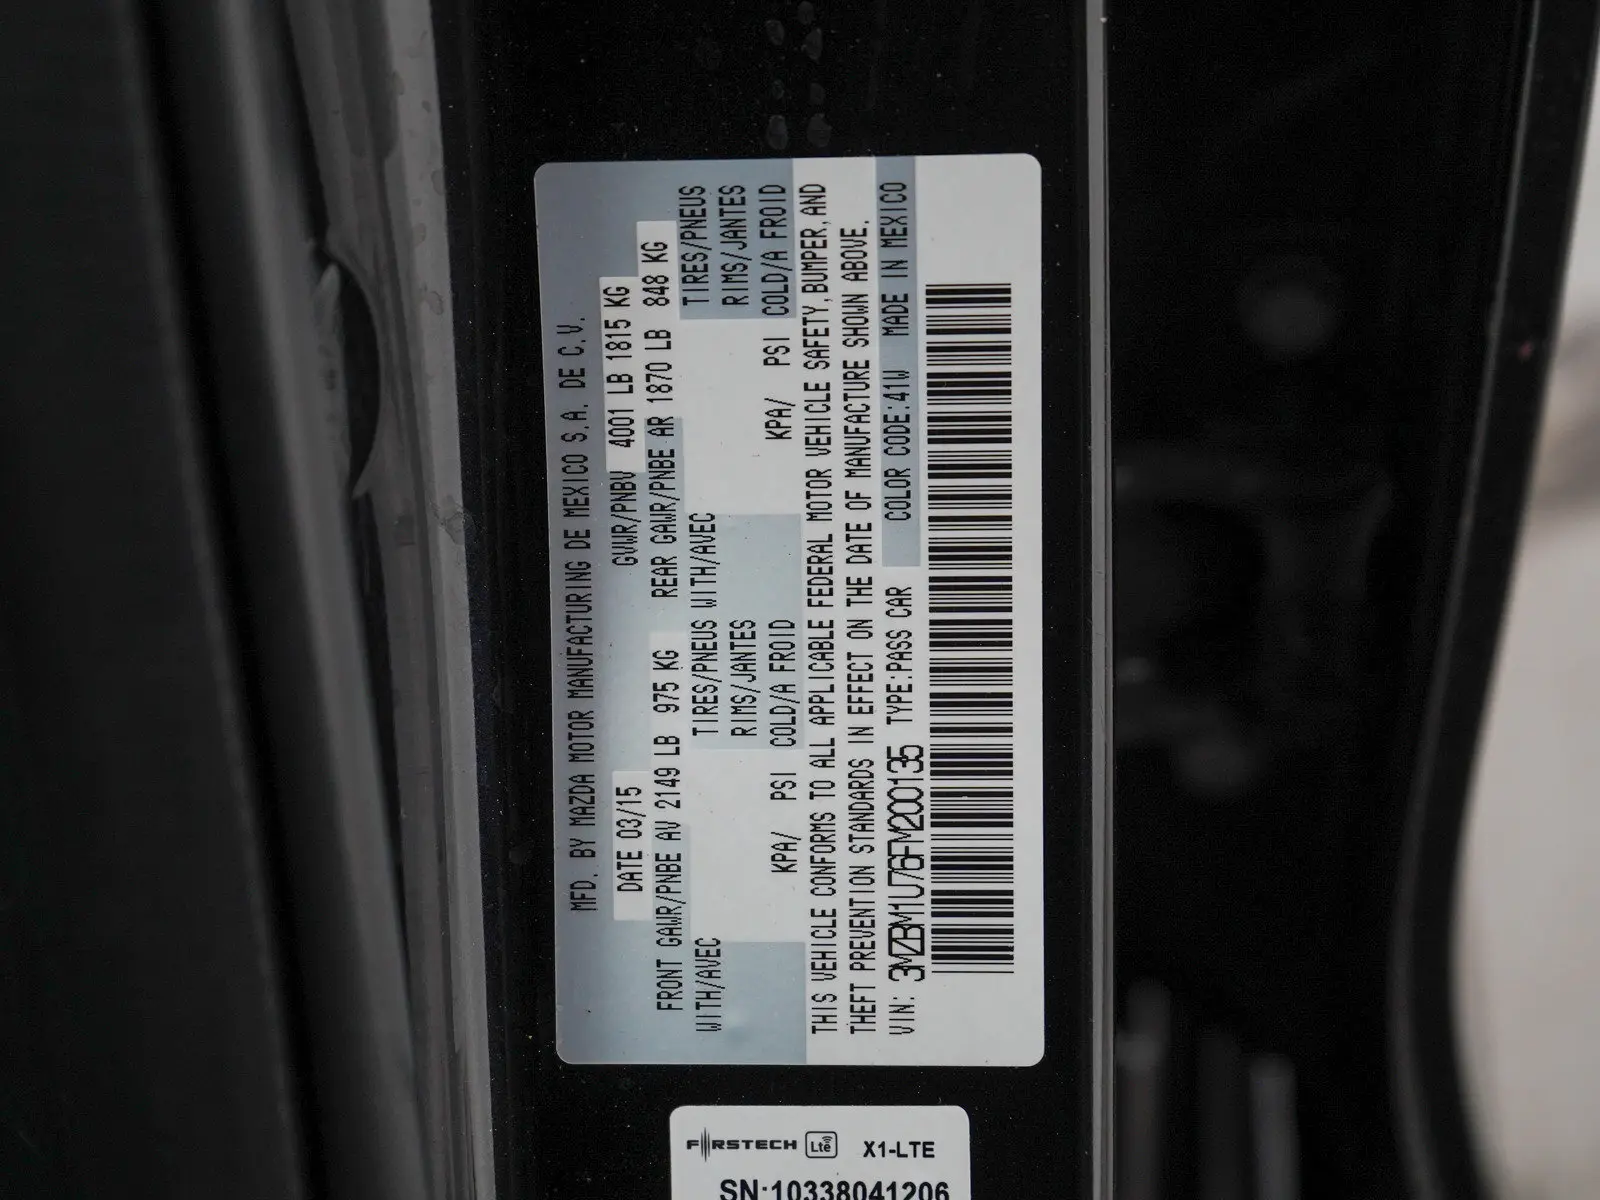 MFD. BY MAZDA MOTOR MANUFACTURING DE MEXICO S.A. DE C.V.
DATE 03/15 GVWR/PNBV 4001 LB 1815 KG
FRONT GAWR/PNBE AV 2149 LB 975 KG REAR GAWR/PNBE AR 1870 LB 848 KG
WITH/AVEC TIRES/PNEUS WITH/AVEC TIRES/PNEUS
RIMS/JANTES RIMS/JANTES
KPA/ PSI COLD/A FROID KPA/ PSI COLD/A FROID
THIS VEHICLE CONFORMS TO ALL APPLICABLE FEDERAL MOTOR VEHICLE SAFETY, BUMPER, AND
THEFT PREVENTION STANDARDS IN EFFECT ON THE DATE OF MANUFACTURE SHOWN ABOVE.
VIN: 3MZBM1U76FM200135 TYPE:PASS CAR COLOR CODE:41W MADE IN MEXICO
FIRSTECH Lte X1-LTE
SN:10338041206